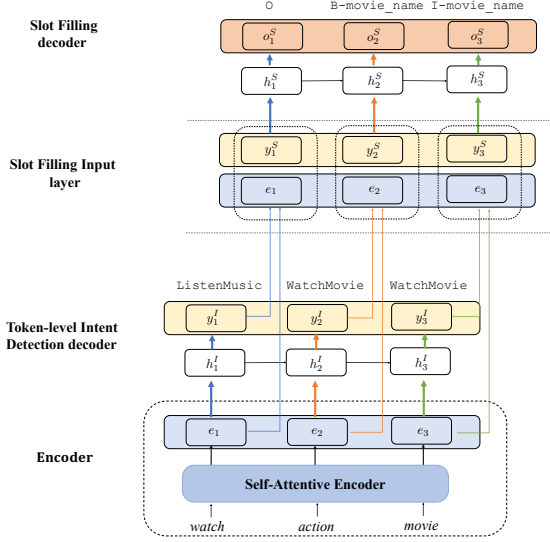 O B-movie_name I-movie_name
Slot Filling
decoder
o_1^S o_2^S o_3^S
h_1^S h_2^S h_3^S
Slot Filling Input
layer
y_1^S y_2^S y_3^S
e_1 e_2 e_3
ListenMusic WatchMovie WatchMovie
Token-level Intent
Detection decoder
y_1^I y_2^I y_3^I
h_1^I h_2^I h_3^I
Encoder
e_1 e_2 e_3
Self-Attentive Encoder
watch action movie